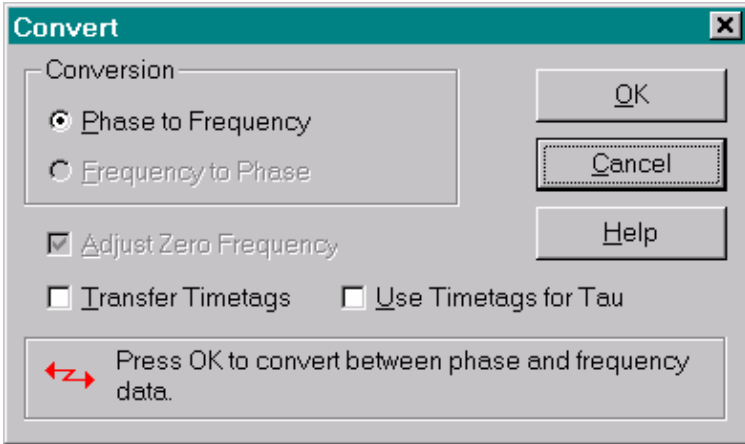 Convert
Conversion
Phase to Frequency
Frequency to Phase
OK
Cancel
Adjust Zero Frequency
Help
Transfer Timetags
Use Timetags for Tau
Press OK to convert between phase and frequency
data.